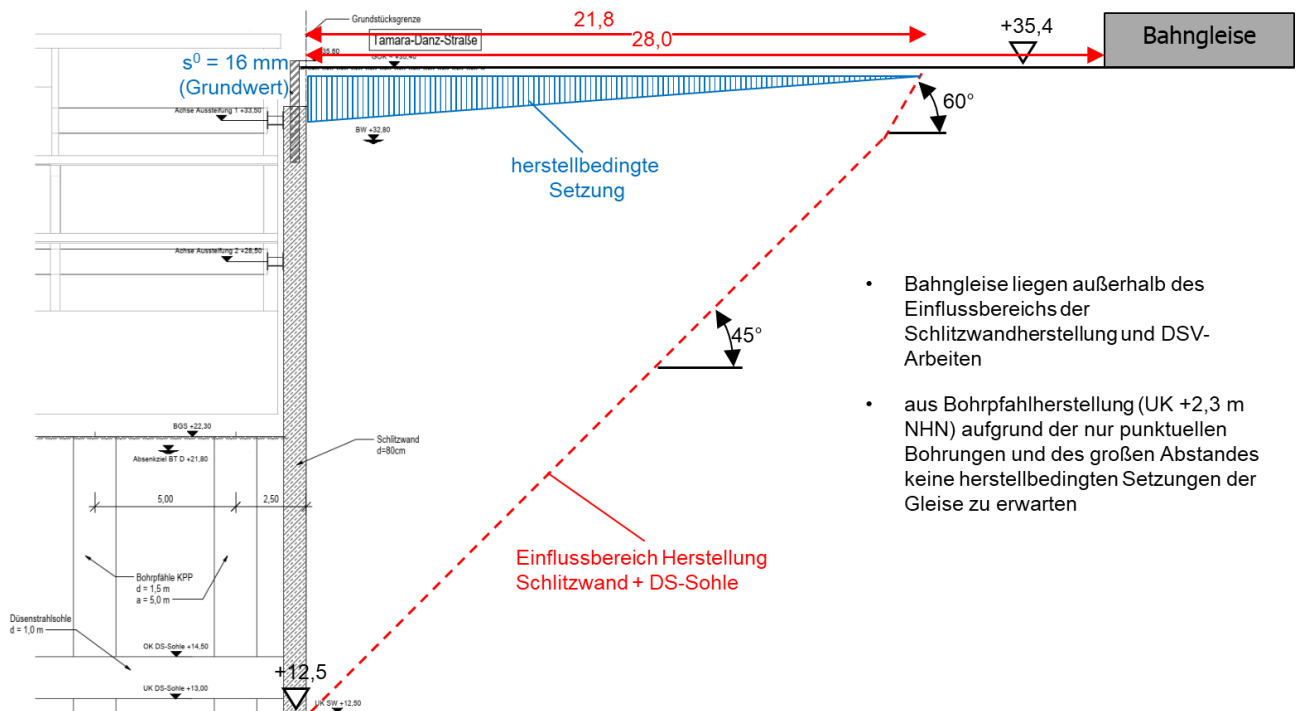 21,8
Grundstücksgrenze
Tamara-Danz-Straße
28,0
+35,4
Bahngleise
s⁰ = 16 mm
(Grundwert)
Achse Aussteifung 1 +33,50
BW +32,80
60°
herstellbedingte
Setzung
Achse Aussteifung 2 +28,50
45°
• Bahngleise liegen außerhalb des
Einflussbereichs der
Schlitzwandherstellung und DSV-
Arbeiten
• aus Bohrpfahlherstellung (UK +2,3 m
NHN) aufgrund der nur punktuellen
Bohrungen und des großen Abstandes
keine herstellbedingten Setzungen der
Gleise zu erwarten
BGS +22,30
Absenkziel BT D +21,80
Schlitzwand
d=80cm
5,00
2,50
Einflussbereich Herstellung
Schlitzwand + DS-Sohle
Bohrpfähle KPP
d = 1,5 m
a = 5,0 m
Düsenstrahlsohle
d = 1,0 m
OK DS-Sohle +14,50
+12,5
UK DS-Sohle +13,00
UK SW +12,50